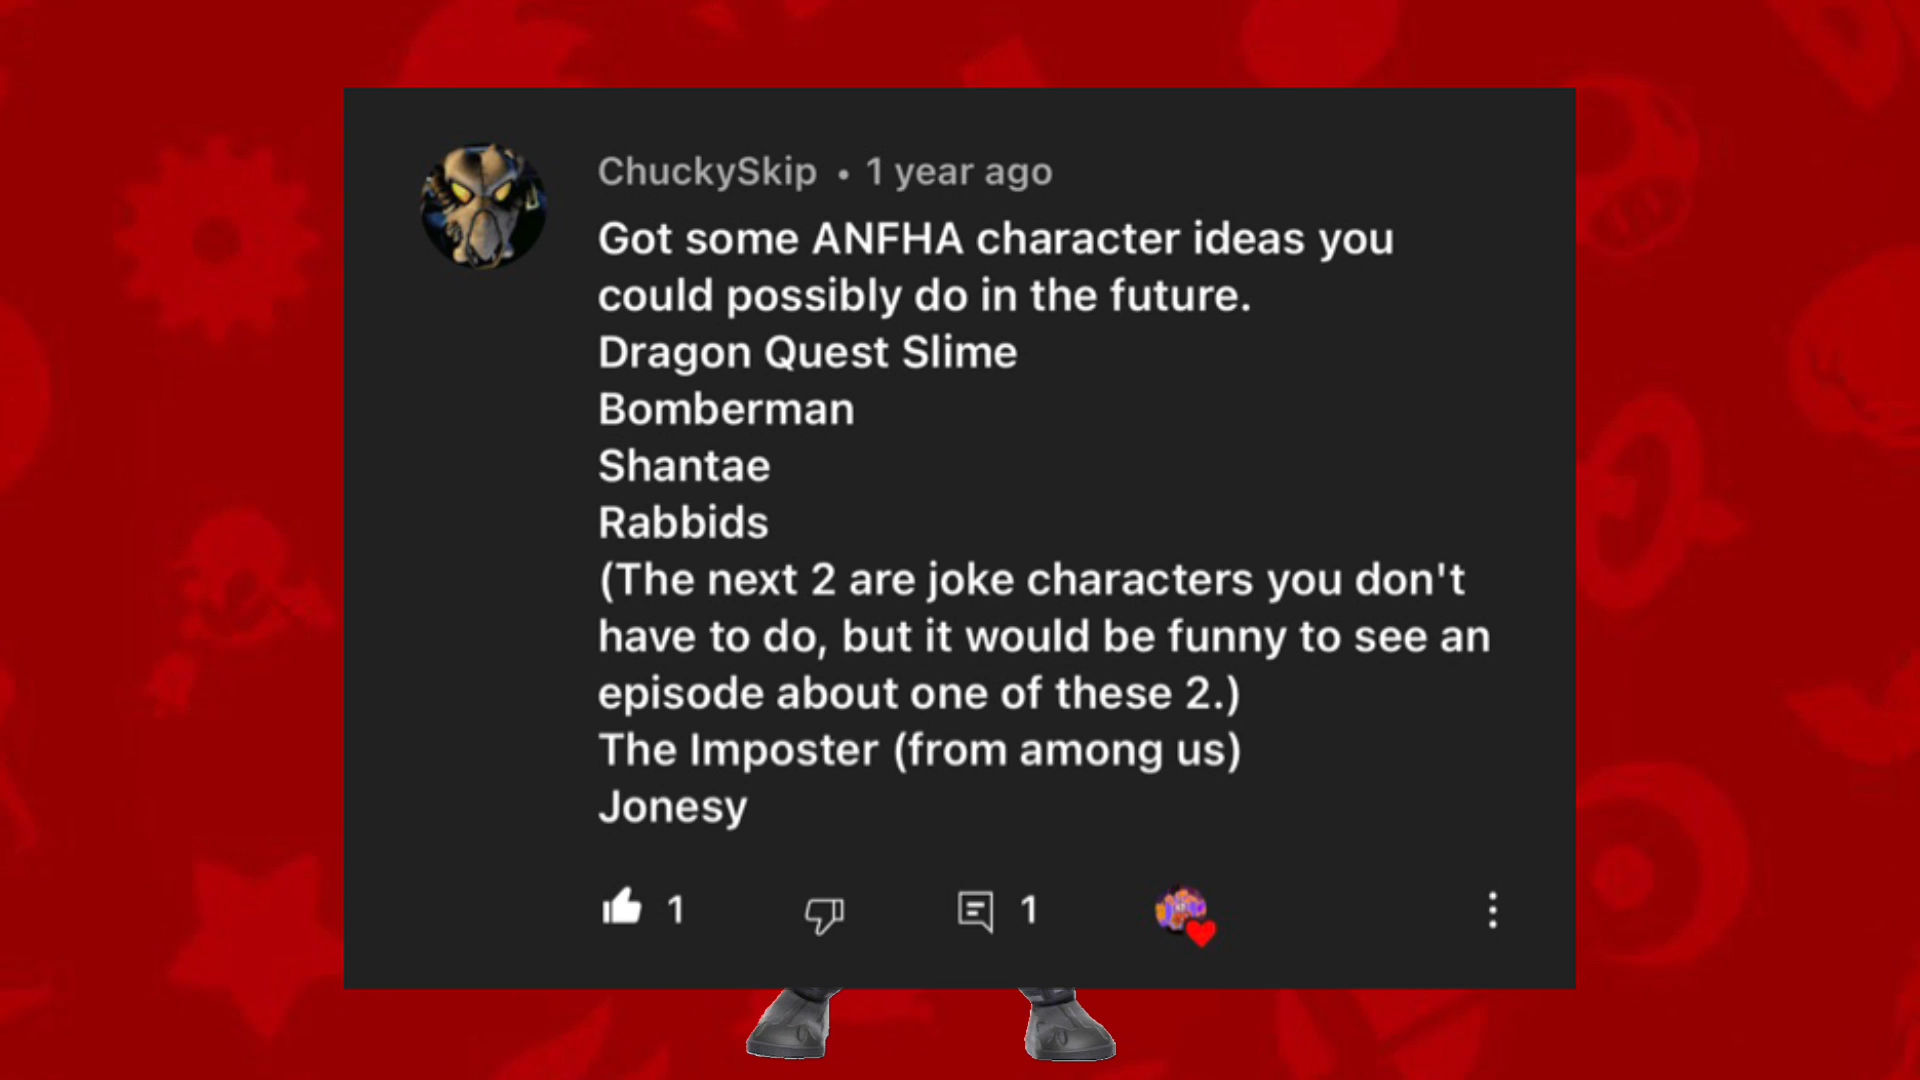 ChuckySkip • 1 year ago
Got some ANFHA character ideas you
could possibly do in the future.
Dragon Quest Slime
Bomberman
Shantae
Rabbids
(The next 2 are joke characters you don't
have to do, but it would be funny to see an
episode about one of these 2.)
The Imposter (from among us)
Jonesy
1
1